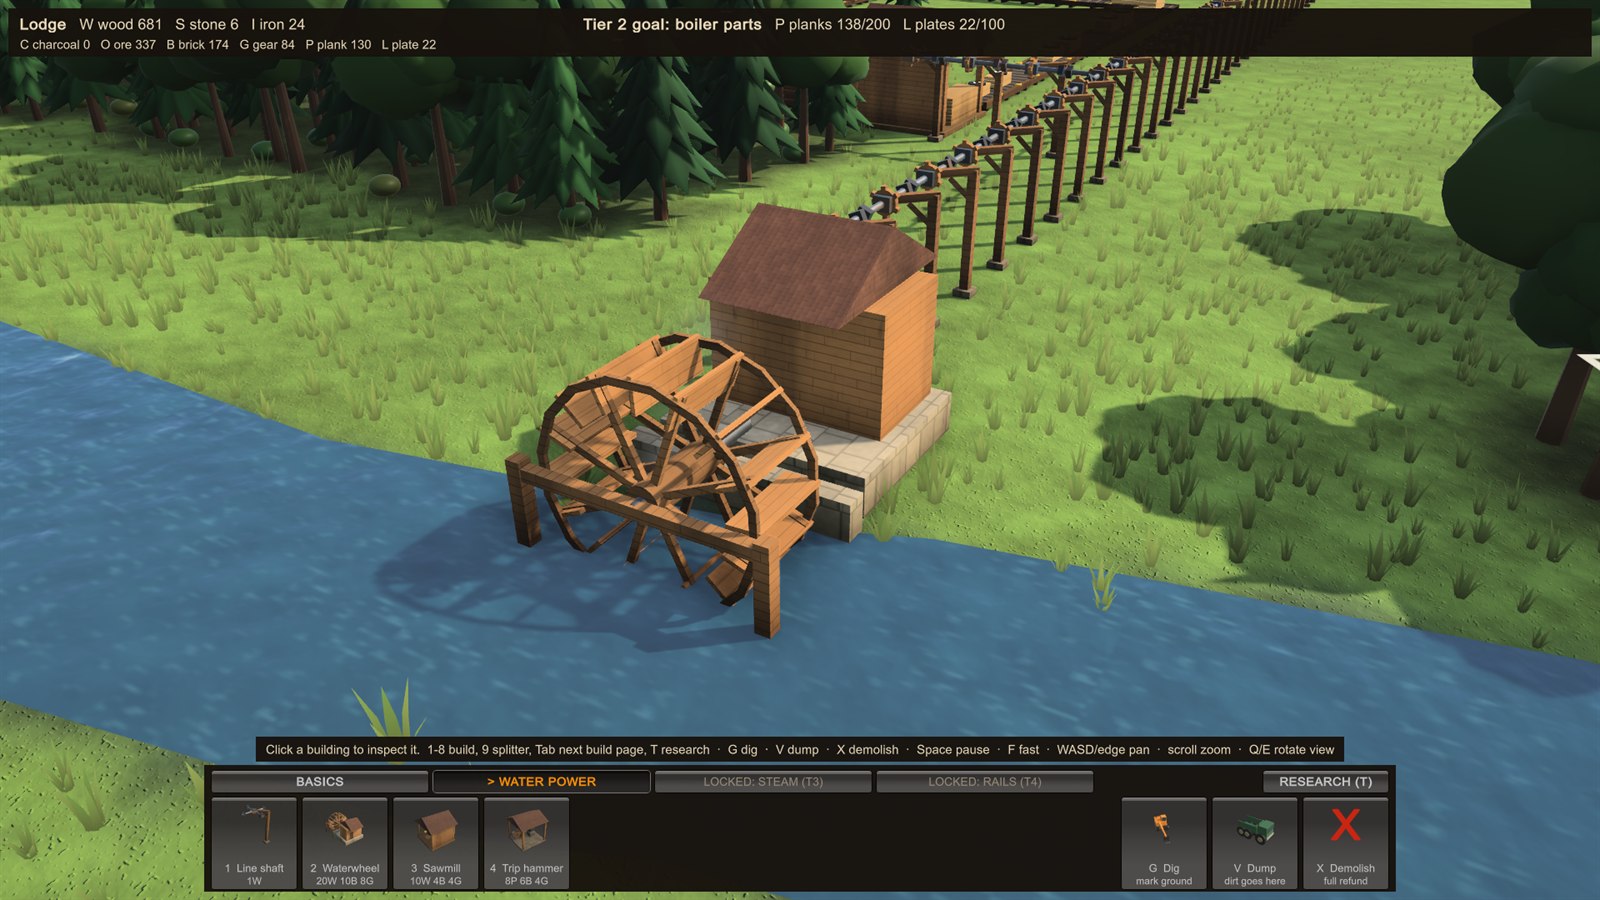 Lodge W wood 681 S stone 6 I iron 24
C charcoal 0 O ore 337 B brick 174 G gear 84 P plank 130 L plate 22
Tier 2 goal: boiler parts P planks 138/200 L plates 22/100
Click a building to inspect it. 1-8 build, 9 splitter, Tab next build page, T research · G dig · V dump · X demolish · Space pause · F fast · WASD/edge pan · scroll zoom · Q/E rotate view
BASICS
> WATER POWER
LOCKED: STEAM (T3)
LOCKED: RAILS (T4)
RESEARCH (T)
1 Line shaft
1W
2 Waterwheel
20W 10B 8G
3 Sawmill
10W 4B 4G
4 Trip hammer
8P 6B 4G
G Dig
mark ground
V Dump
dirt goes here
X Demolish
full refund